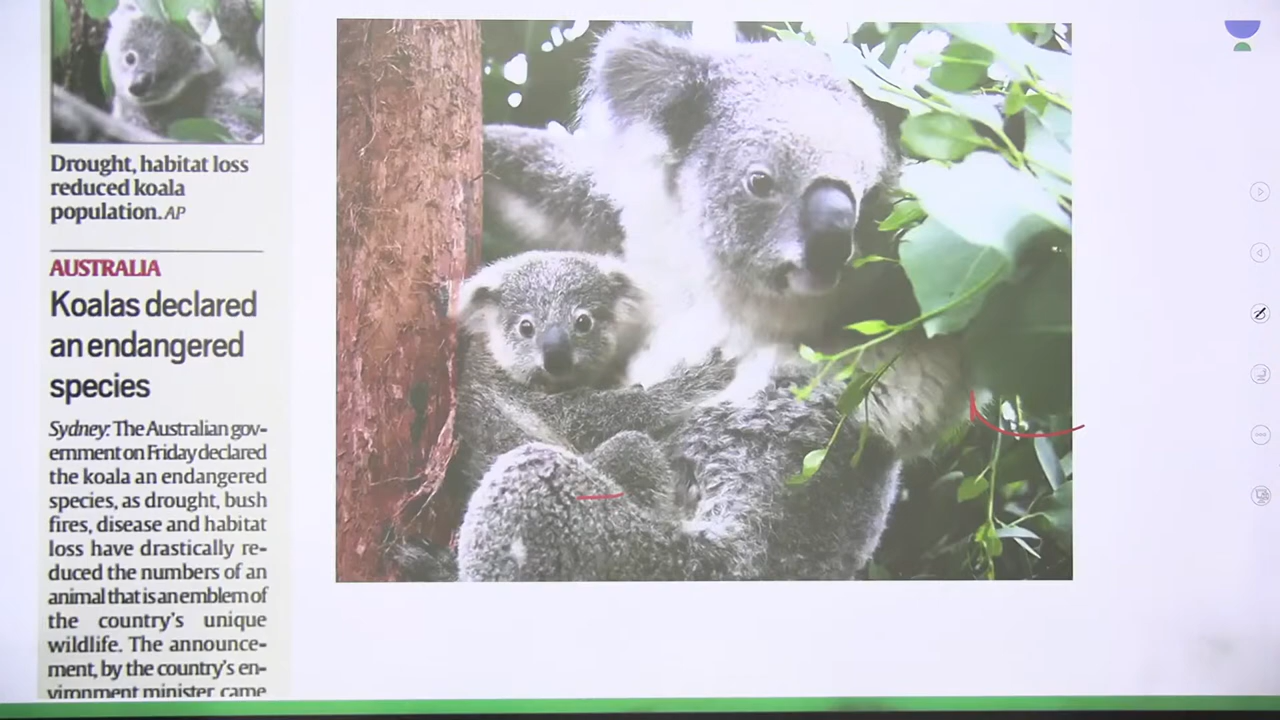 Drought, habitat loss
reduced koala
population. AP
AUSTRALIA
Koalas declared
an endangered
species
Sydney: The Australian gov-
ernment on Friday declared
the koala an endangered
species, as drought, bush
fires, disease and habitat
loss have drastically re-
duced the numbers of an
animal that is an emblem of
the country's unique
wildlife. The announce-
ment, by the country's en-
vironment minister came